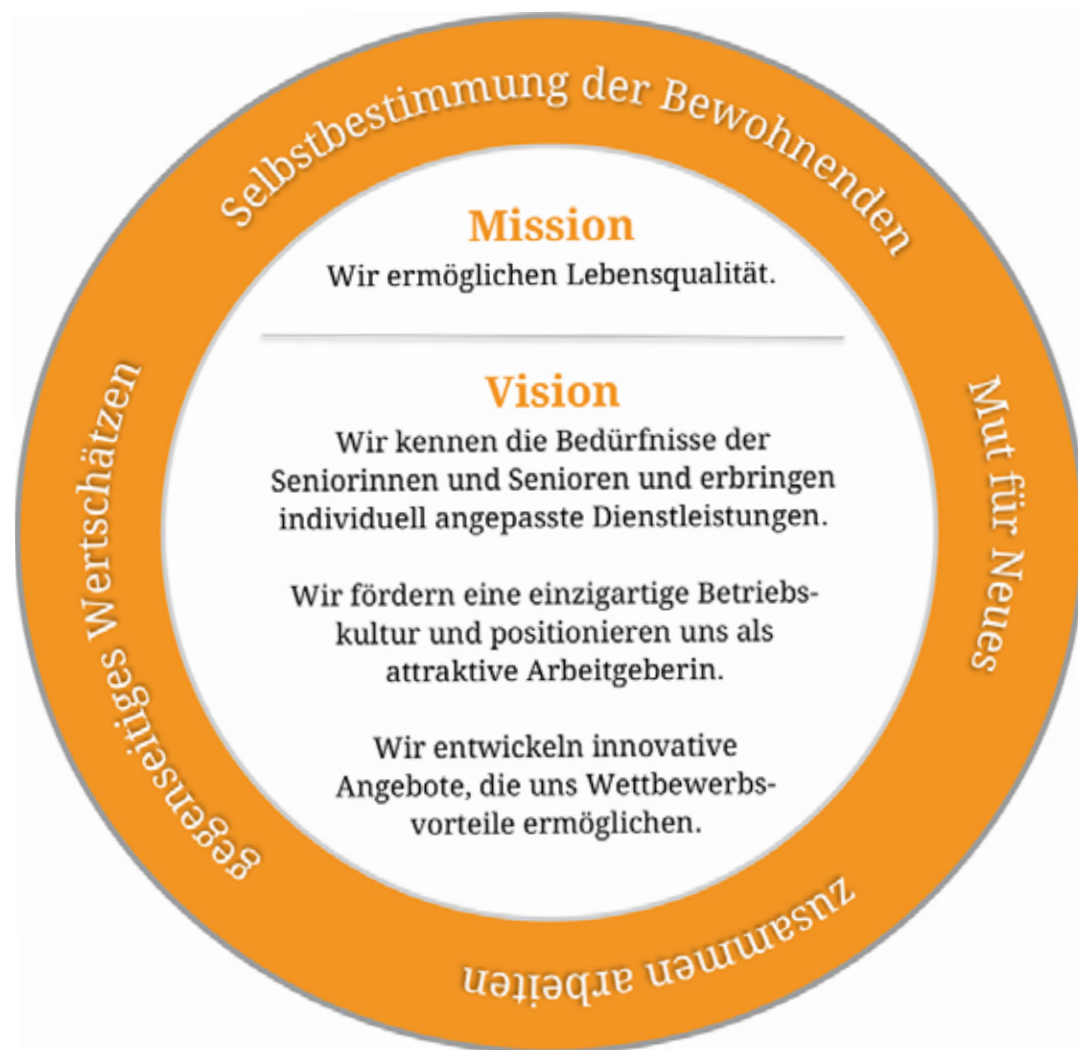 Selbstbestimmung der Bewohnenden
Mut für Neues
zusammen arbeiten
gegenseitiges Wertschätzen
Mission
Wir ermöglichen Lebensqualität.
Vision
Wir kennen die Bedürfnisse der
Seniorinnen und Senioren und erbringen
individuell angepasste Dienstleistungen.
Wir fördern eine einzigartige Betriebs-
kultur und positionieren uns als
attraktive Arbeitgeberin.
Wir entwickeln innovative
Angebote, die uns Wettbewerbs-
vorteile ermöglichen.